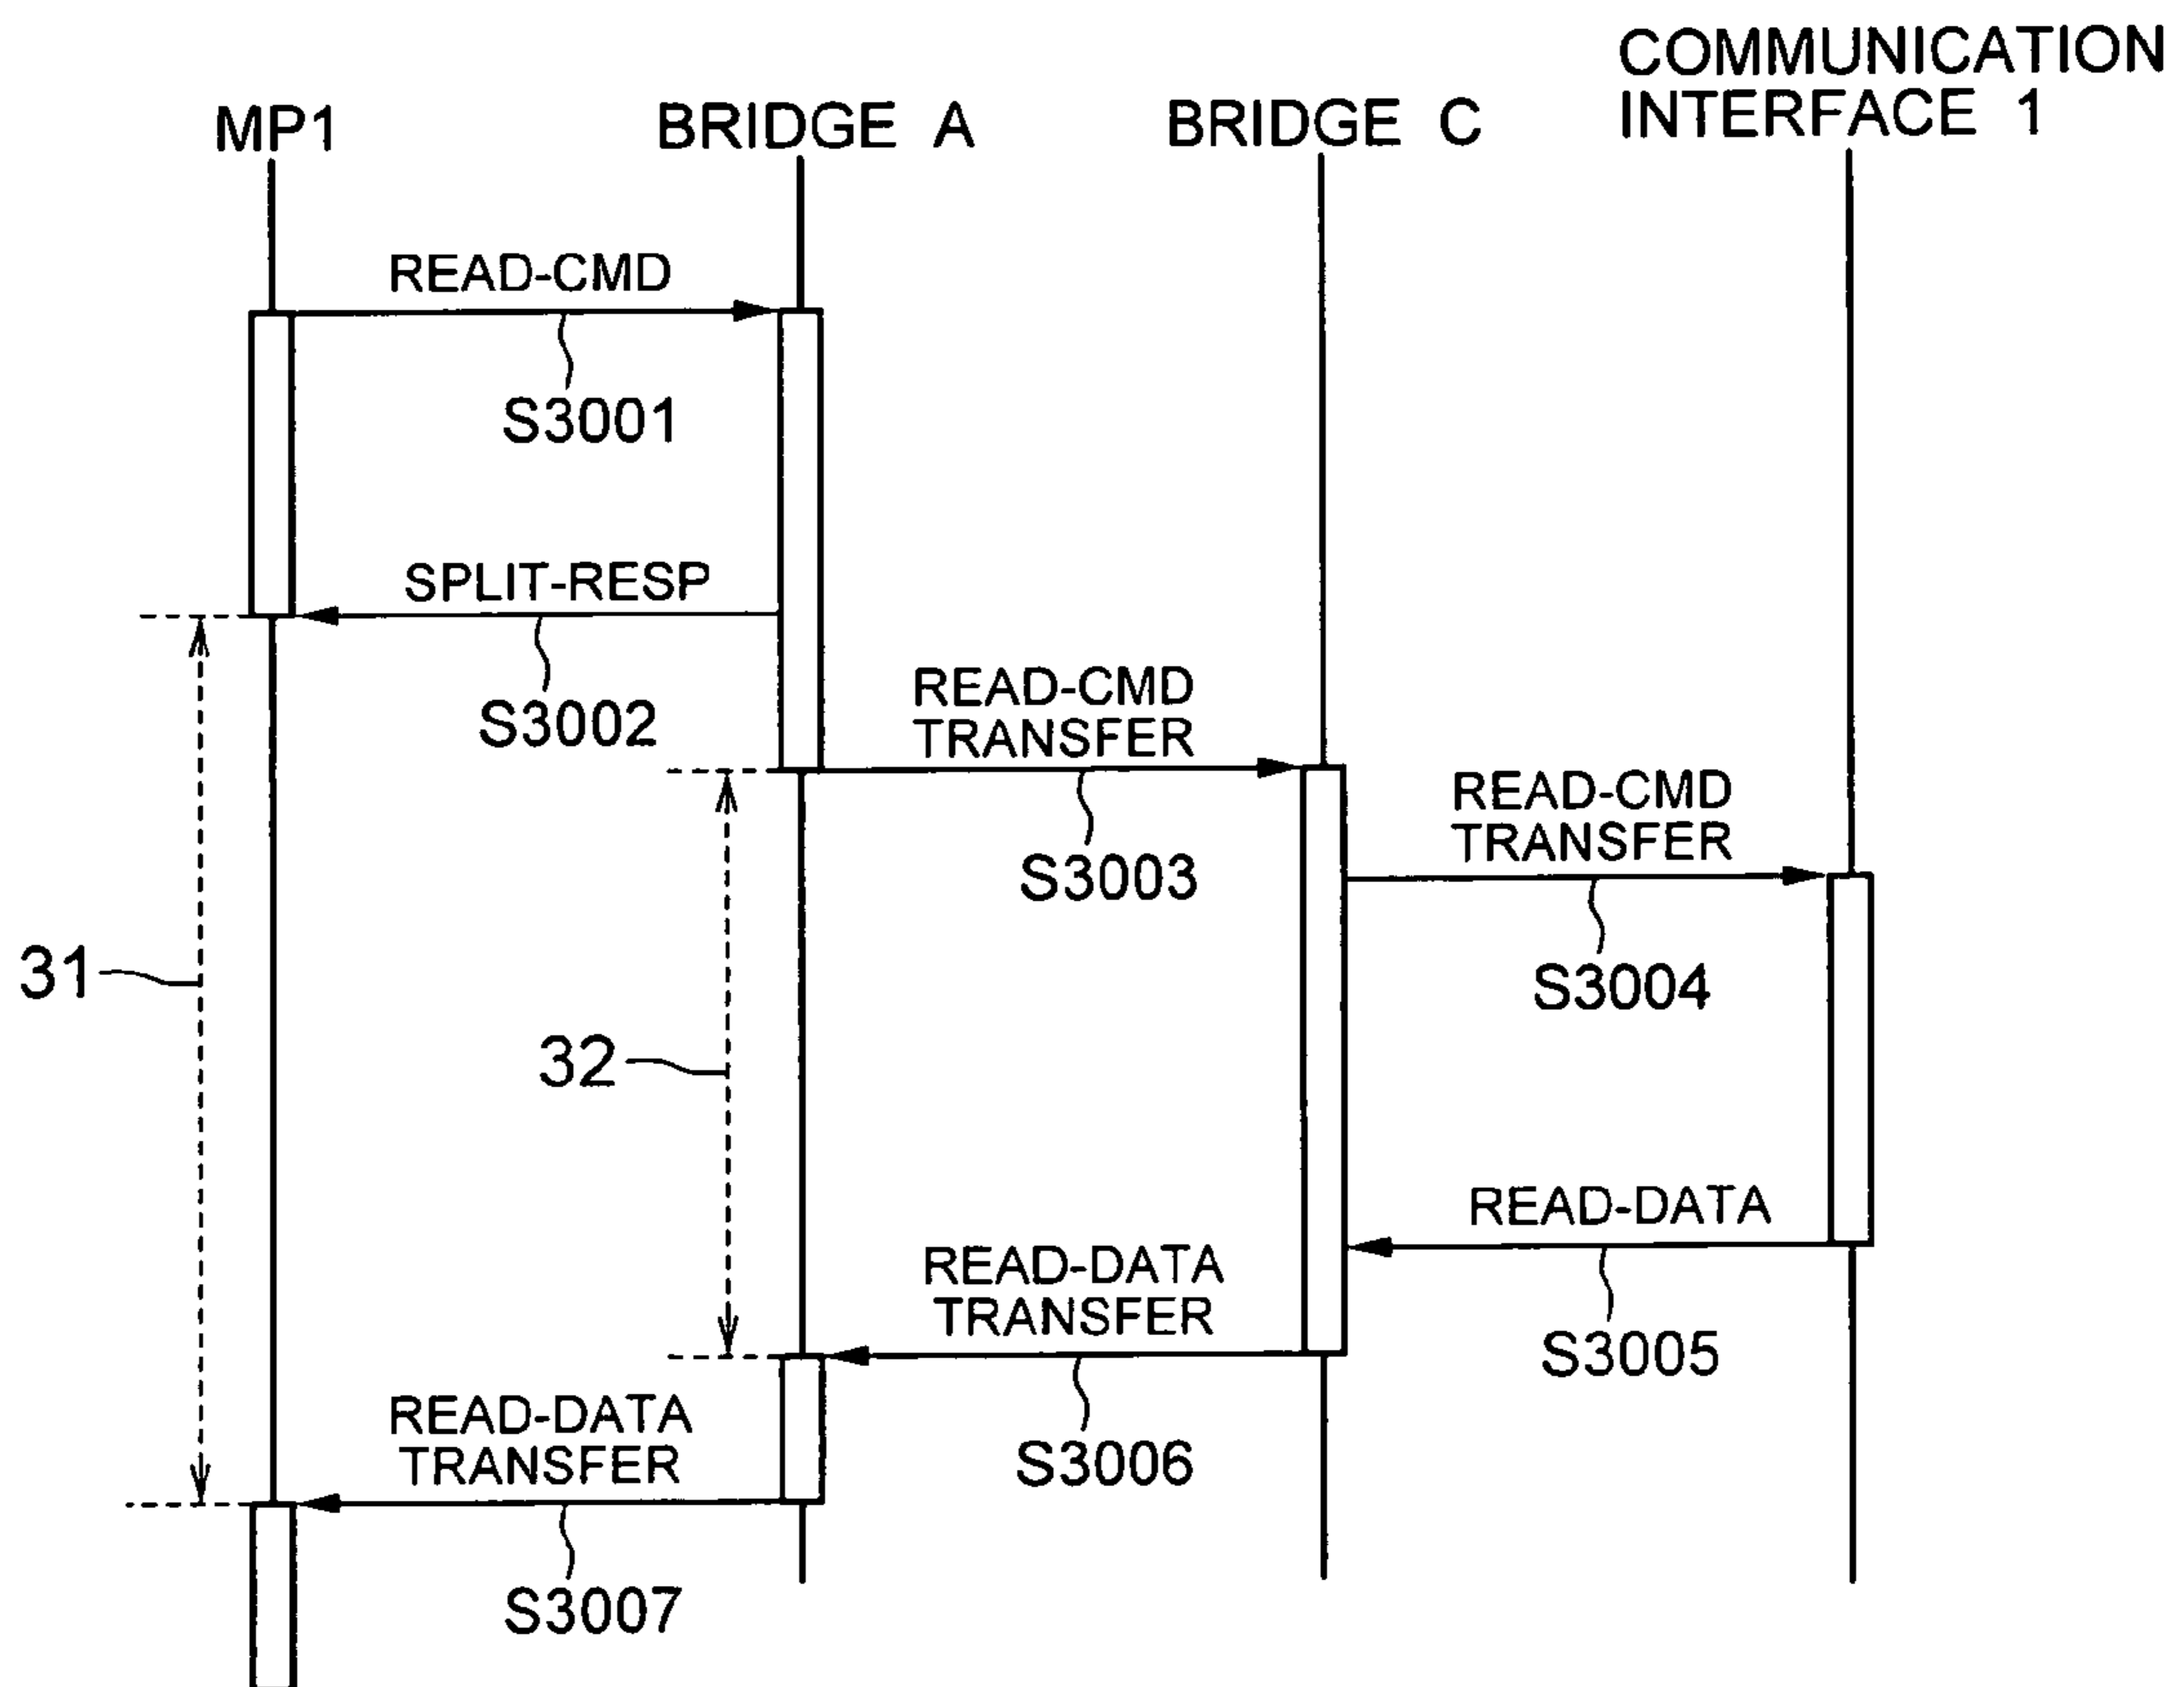 COMMUNICATION
INTERFACE 1
MP1
BRIDGE A
BRIDGE C
READ-CMD
S3001
SPLIT-RESP
S3002
READ-CMD
TRANSFER
S3003
READ-CMD
TRANSFER
S3004
31
32
READ-DATA
S3005
READ-DATA
TRANSFER
S3006
READ-DATA
TRANSFER
S3007